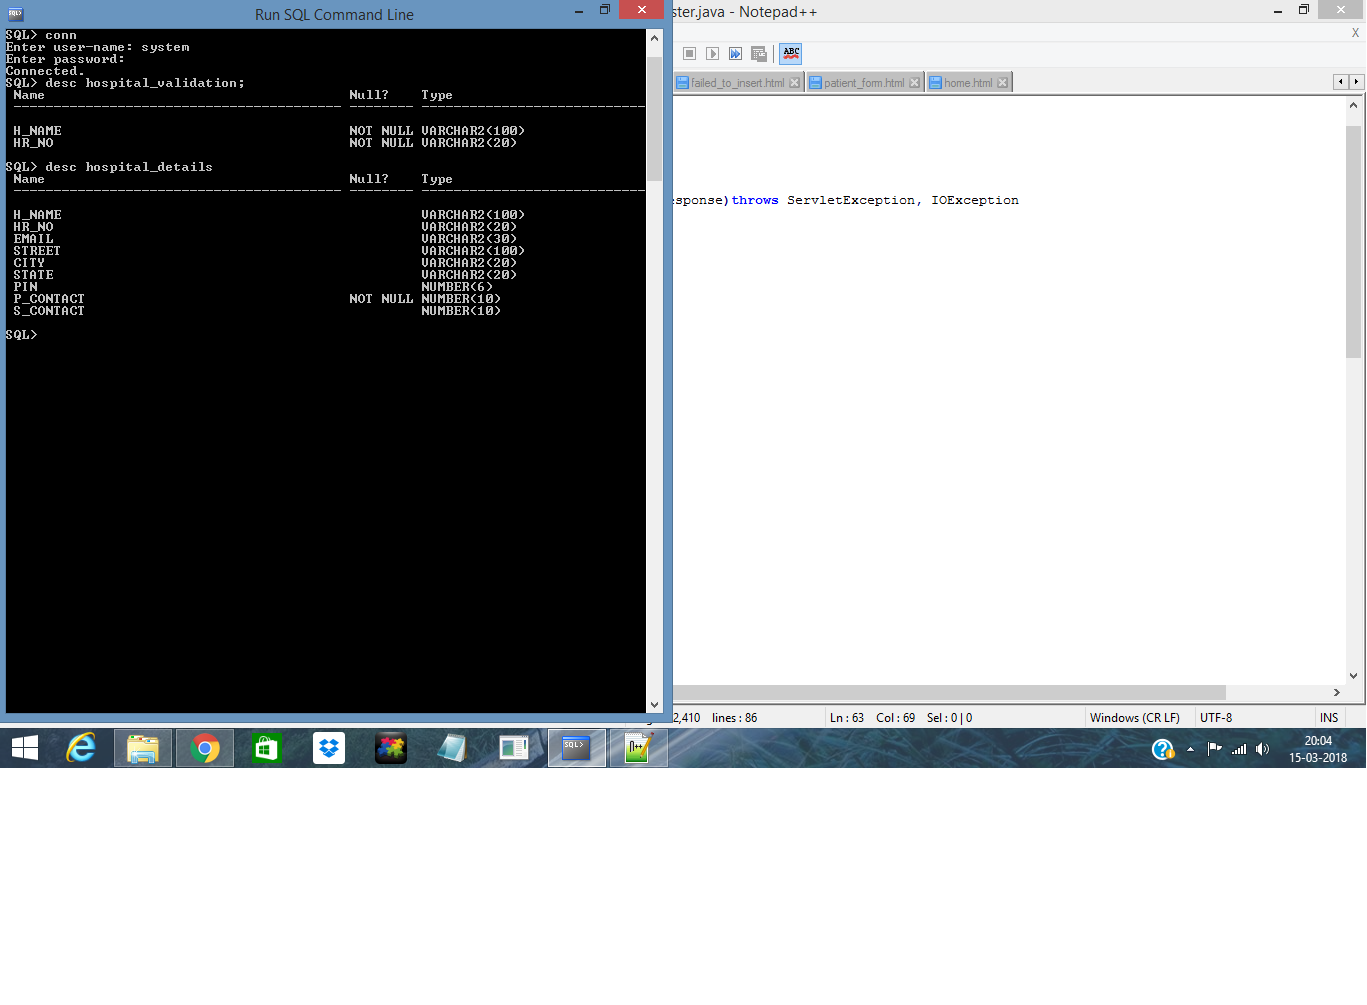 Run SQL Command Line
SQL> conn
Enter user-name: system
Enter password:
Connected.
SQL> desc hospital_validation;
Name Null? Type
H_NAME NOT NULL VARCHAR2(100)
HR_NO NOT NULL VARCHAR2(20)
SQL> desc hospital_details
Name Null? Type
H_NAME VARCHAR2(100)
HR_NO VARCHAR2(20)
EMAIL VARCHAR2(30)
STREET VARCHAR2(100)
CITY VARCHAR2(20)
STATE VARCHAR2(20)
PIN NUMBER(6)
P_CONTACT NOT NULL NUMBER(10)
S_CONTACT NUMBER(10)
SQL>
ster.java - Notepad++
X
ABC
failed_to_insert.html patient_form.html home.html
esponse)throws ServletException, IOException
2,410 lines : 86 Ln : 63 Col : 69 Sel : 0 | 0 Windows (CR LF) UTF-8 INS
SQL>
20:04
15-03-2018